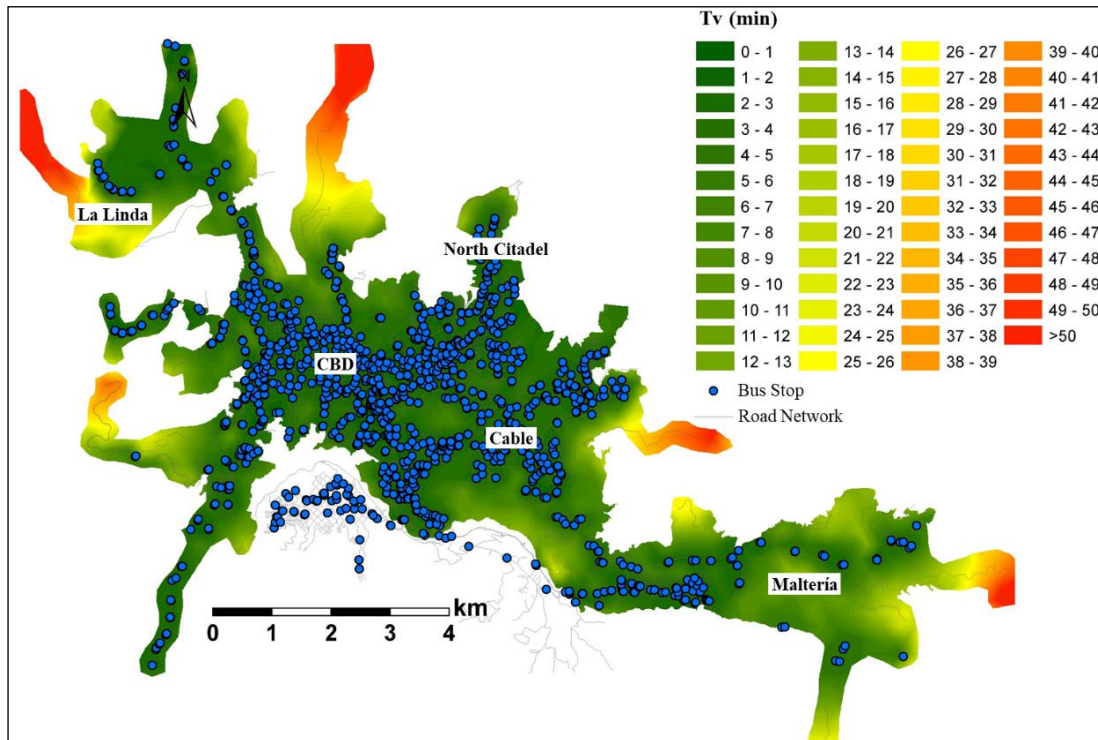 Tv (min)
0 - 1
1 - 2
2 - 3
3 - 4
4 - 5
5 - 6
6 - 7
7 - 8
8 - 9
9 - 10
10 - 11
11 - 12
12 - 13
13 - 14
14 - 15
15 - 16
16 - 17
17 - 18
18 - 19
19 - 20
20 - 21
21 - 22
22 - 23
23 - 24
24 - 25
25 - 26
26 - 27
27 - 28
28 - 29
29 - 30
30 - 31
31 - 32
32 - 33
33 - 34
34 - 35
35 - 36
36 - 37
37 - 38
38 - 39
39 - 40
40 - 41
41 - 42
42 - 43
43 - 44
44 - 45
45 - 46
46 - 47
47 - 48
48 - 49
49 - 50
>50
Bus Stop
Road Network
N
La Linda
North Citadel
CBD
Cable
Maltería
km
0 1 2 3 4